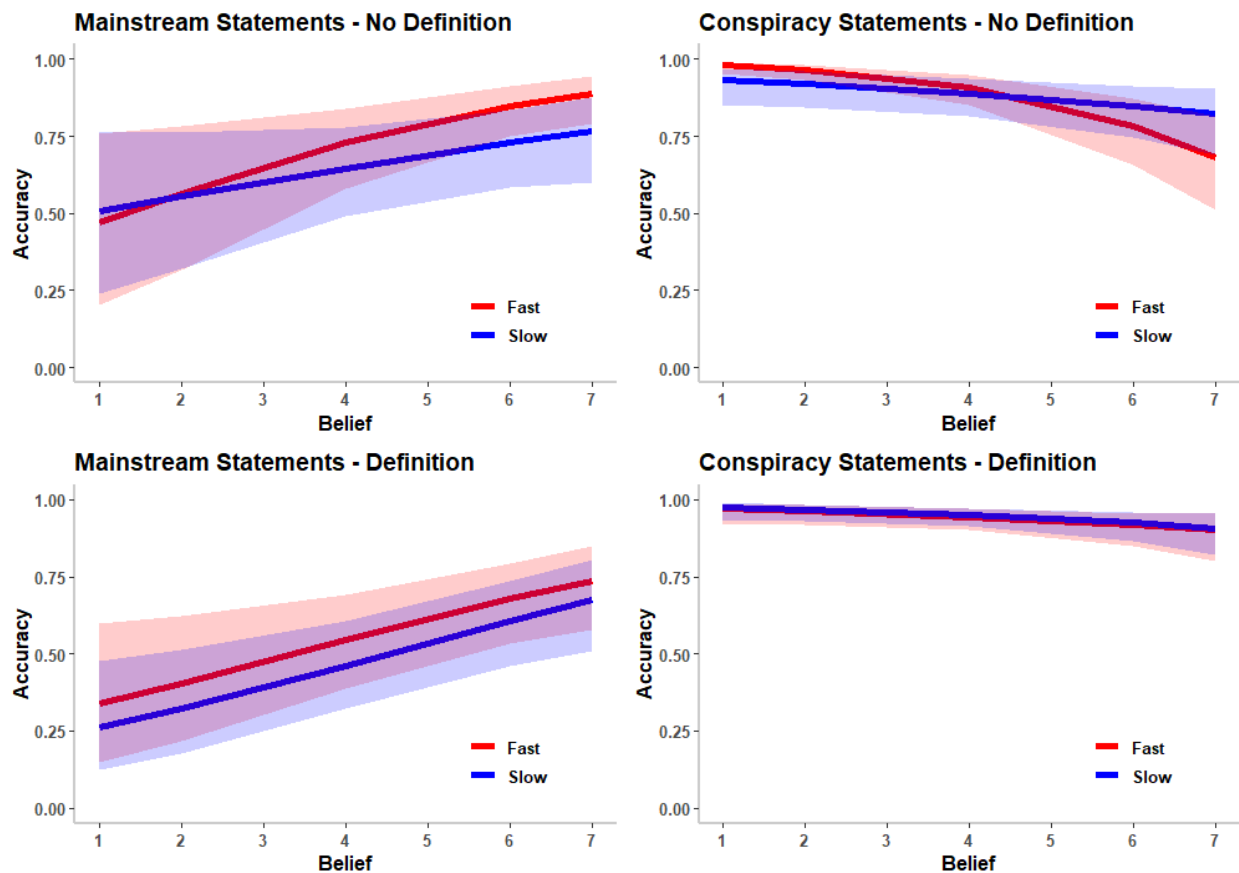 Mainstream Statements - No Definition
Accuracy
1.00
0.75
0.50
0.25
0.00
Fast
Slow
1 2 3 4 5 6 7
Belief
Conspiracy Statements - No Definition
Accuracy
1.00
0.75
0.50
0.25
0.00
Fast
Slow
1 2 3 4 5 6 7
Belief
Mainstream Statements - Definition
Accuracy
1.00
0.75
0.50
0.25
0.00
Fast
Slow
1 2 3 4 5 6 7
Belief
Conspiracy Statements - Definition
Accuracy
1.00
0.75
0.50
0.25
0.00
Fast
Slow
1 2 3 4 5 6 7
Belief